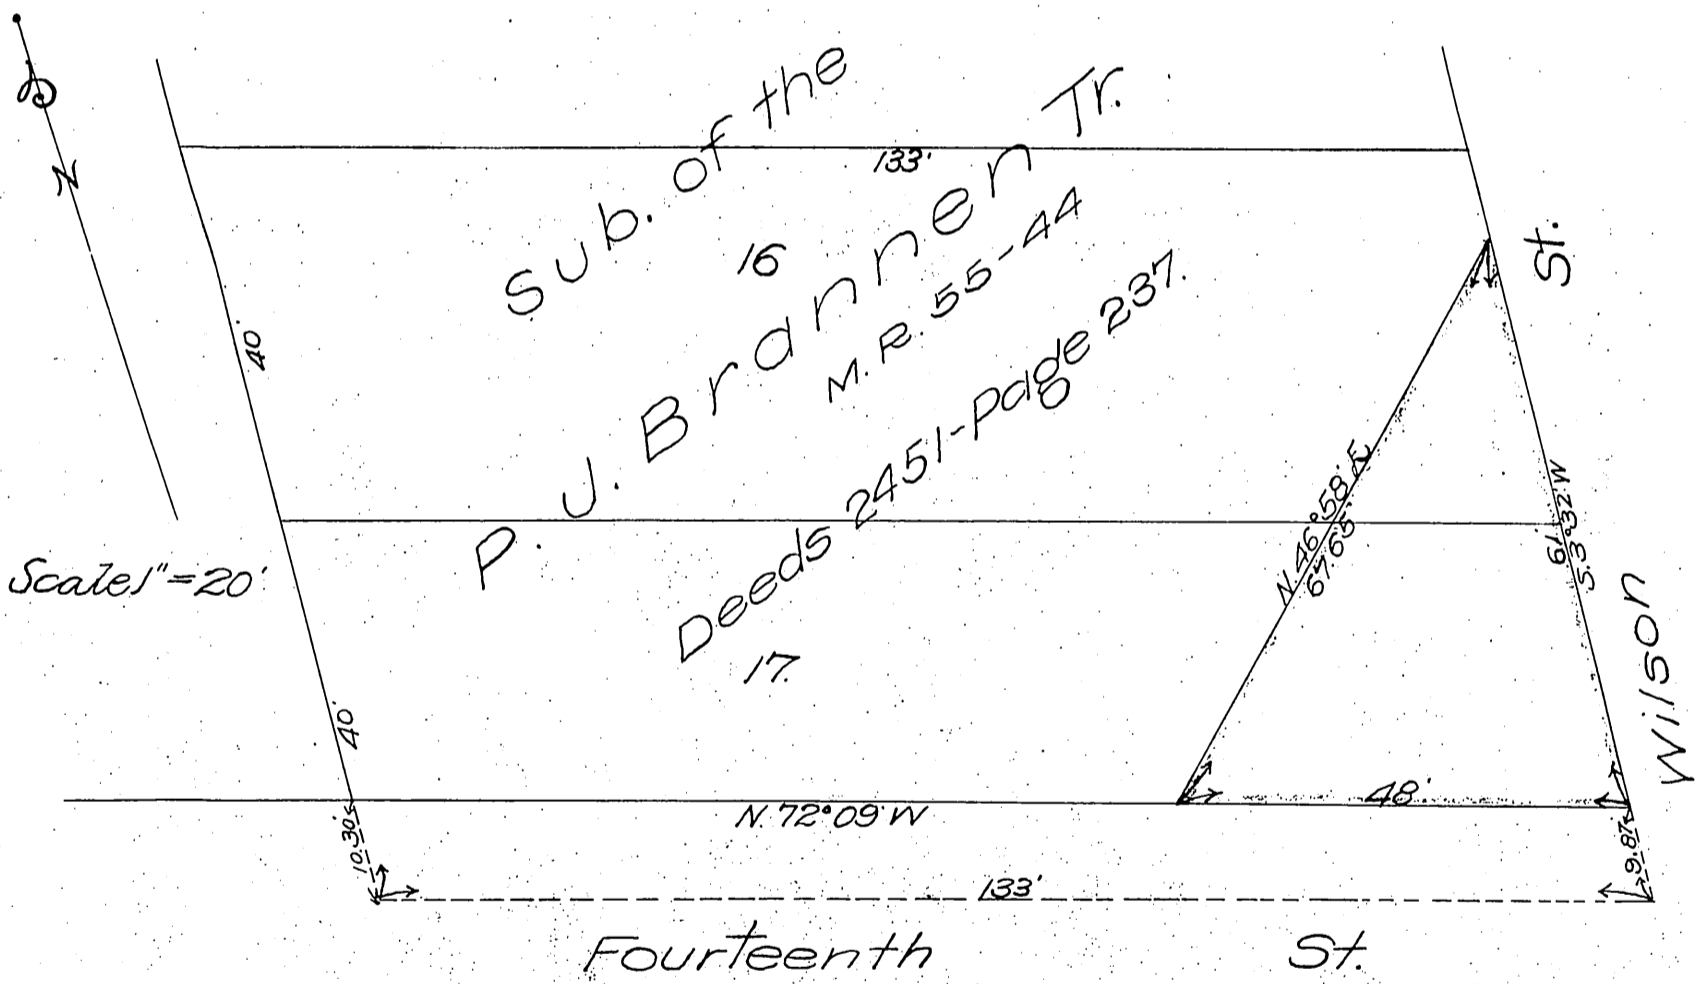 N
133'
Sub. of the
16
P. J. Brannen Tr.
M. R. 55-44
Deeds 2451-Page 237.
40'
St.
N. 46°58' E
67.65'
61'
S. 3°32' W
Scale 1"=20'
Wilson
17.
40'
48'
N. 72°09' W
10.30'
9.87'
133'
Fourteenth St.